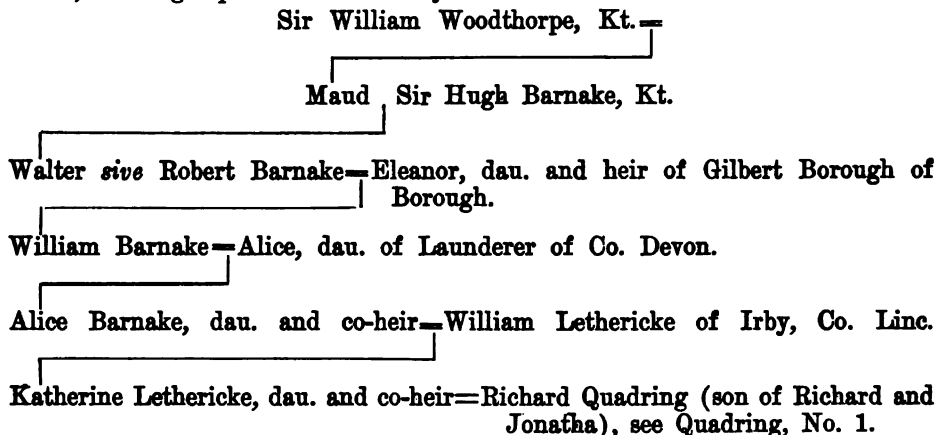 Sir William Woodthorpe, Kt.=
Maud Sir Hugh Barnake, Kt.
Walter sive Robert Barnake=Eleanor, dau. and heir of Gilbert Borough of
Borough.
William Barnake=Alice, dau. of Launderer of Co. Devon.
Alice Barnake, dau. and co-heir=William Lethericke of Irby, Co. Linc.
Katherine Lethericke, dau. and co-heir=Richard Quadring (son of Richard and
Jonatha), see Quadring, No. 1.